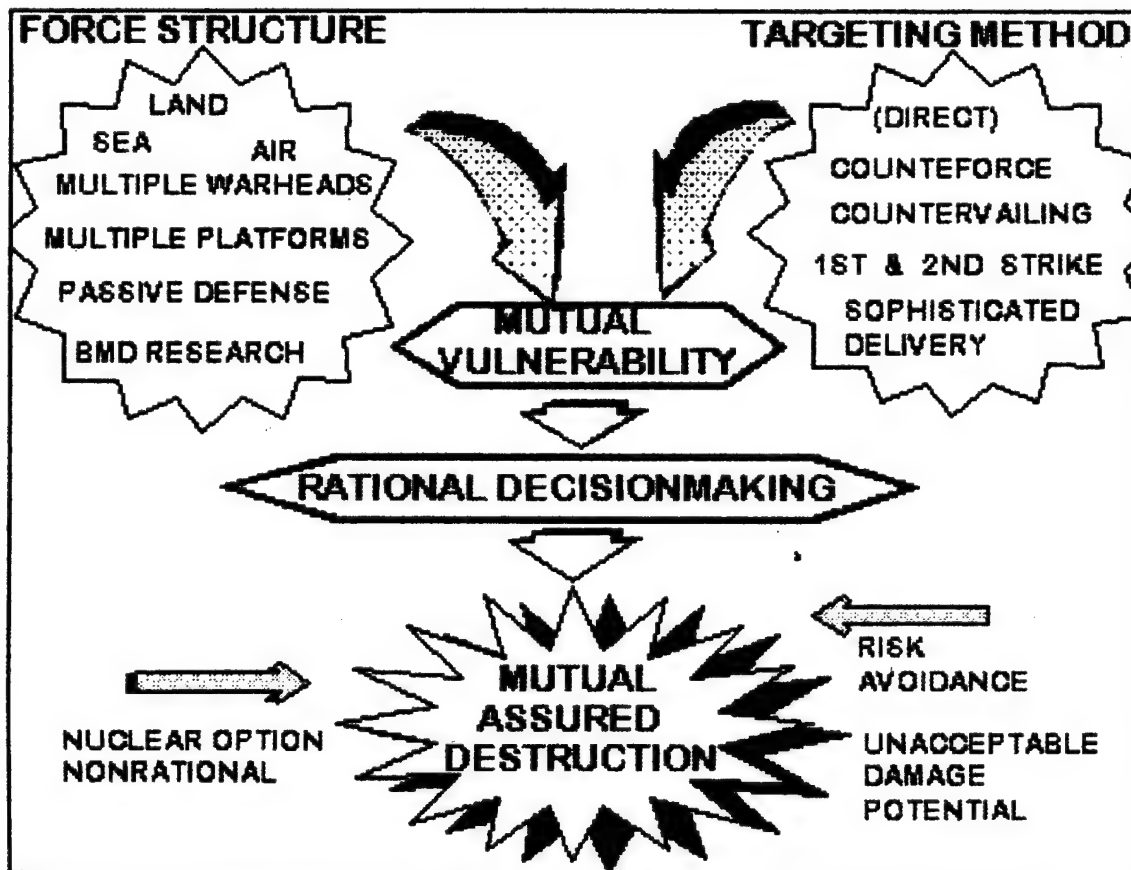 FORCE STRUCTURE
LAND
SEA
AIR
MULTIPLE WARHEADS
MULTIPLE PLATFORMS
PASSIVE DEFENSE
BMD RESEARCH
TARGETING METHOD
(DIRECT)
COUNTEFORCE
COUNTERVAILING
1ST & 2ND STRIKE
SOPHISTICATED
DELIVERY
MUTUAL
VULNERABILITY
RATIONAL DECISIONMAKING
MUTUAL
ASSURED
DESTRUCTION
NUCLEAR OPTION
NONRATIONAL
RISK
AVOIDANCE
UNACCEPTABLE
DAMAGE
POTENTIAL